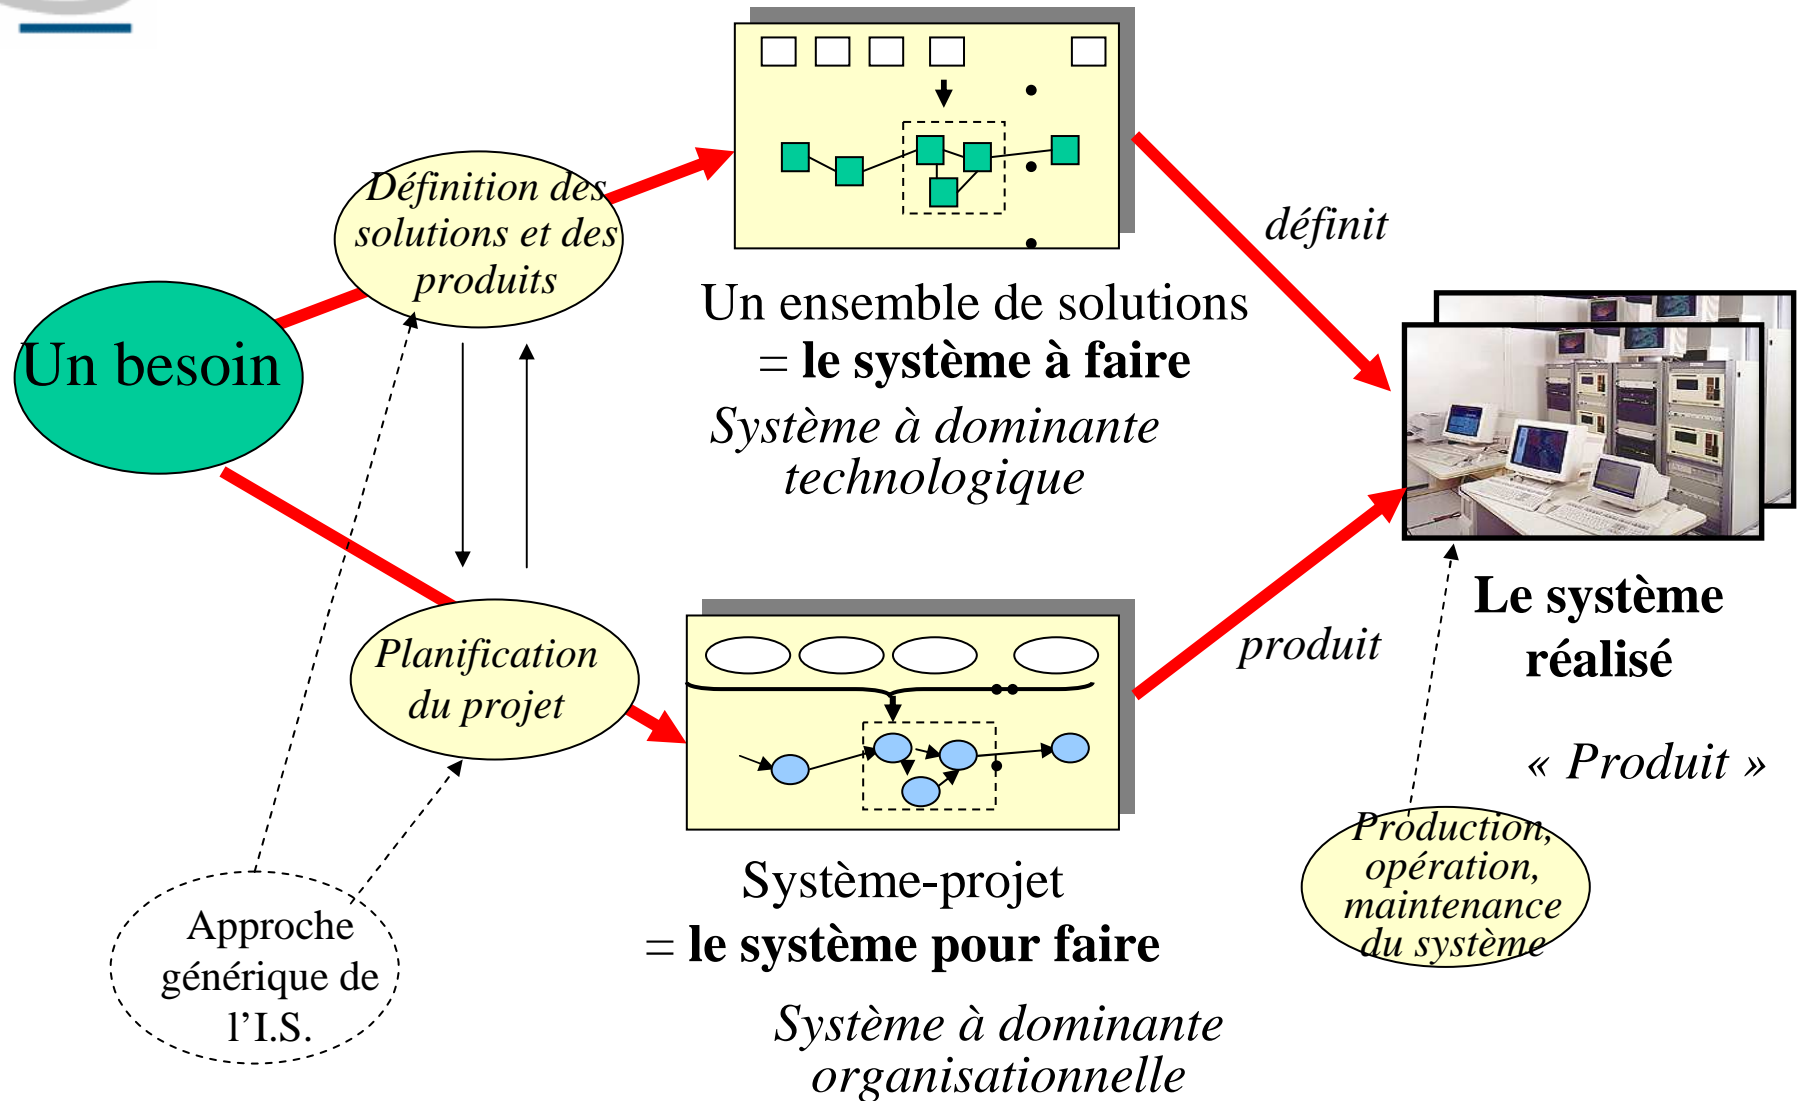 Définition des
solutions et des
produits
Un besoin
Un ensemble de solutions
= le système à faire
Système à dominante
technologique
définit
Planification
du projet
produit
Le système
réalisé
« Produit »
Production,
opération,
maintenance
du système
Approche
générique de
l’I.S.
Système-projet
= le système pour faire
Système à dominante
organisationnelle